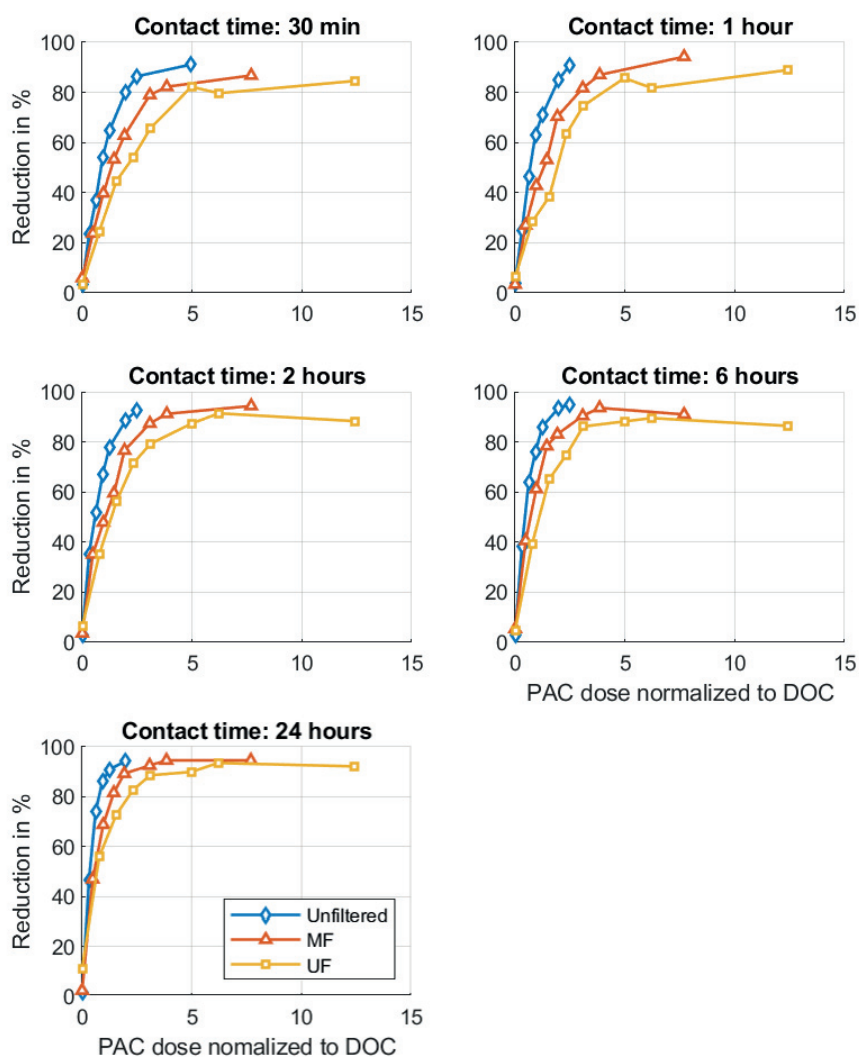 Contact time: 30 min
Reduction in %
100
80
60
40
20
0
0 5 10 15
Contact time: 1 hour
100
80
60
40
20
0
0 5 10 15
Contact time: 2 hours
Reduction in %
100
80
60
40
20
0
0 5 10 15
Contact time: 6 hours
100
80
60
40
20
0
0 5 10 15
PAC dose normalized to DOC
Contact time: 24 hours
Reduction in %
100
80
60
40
20
0
Unfiltered
MF
UF
0 5 10 15
PAC dose nomalized to DOC